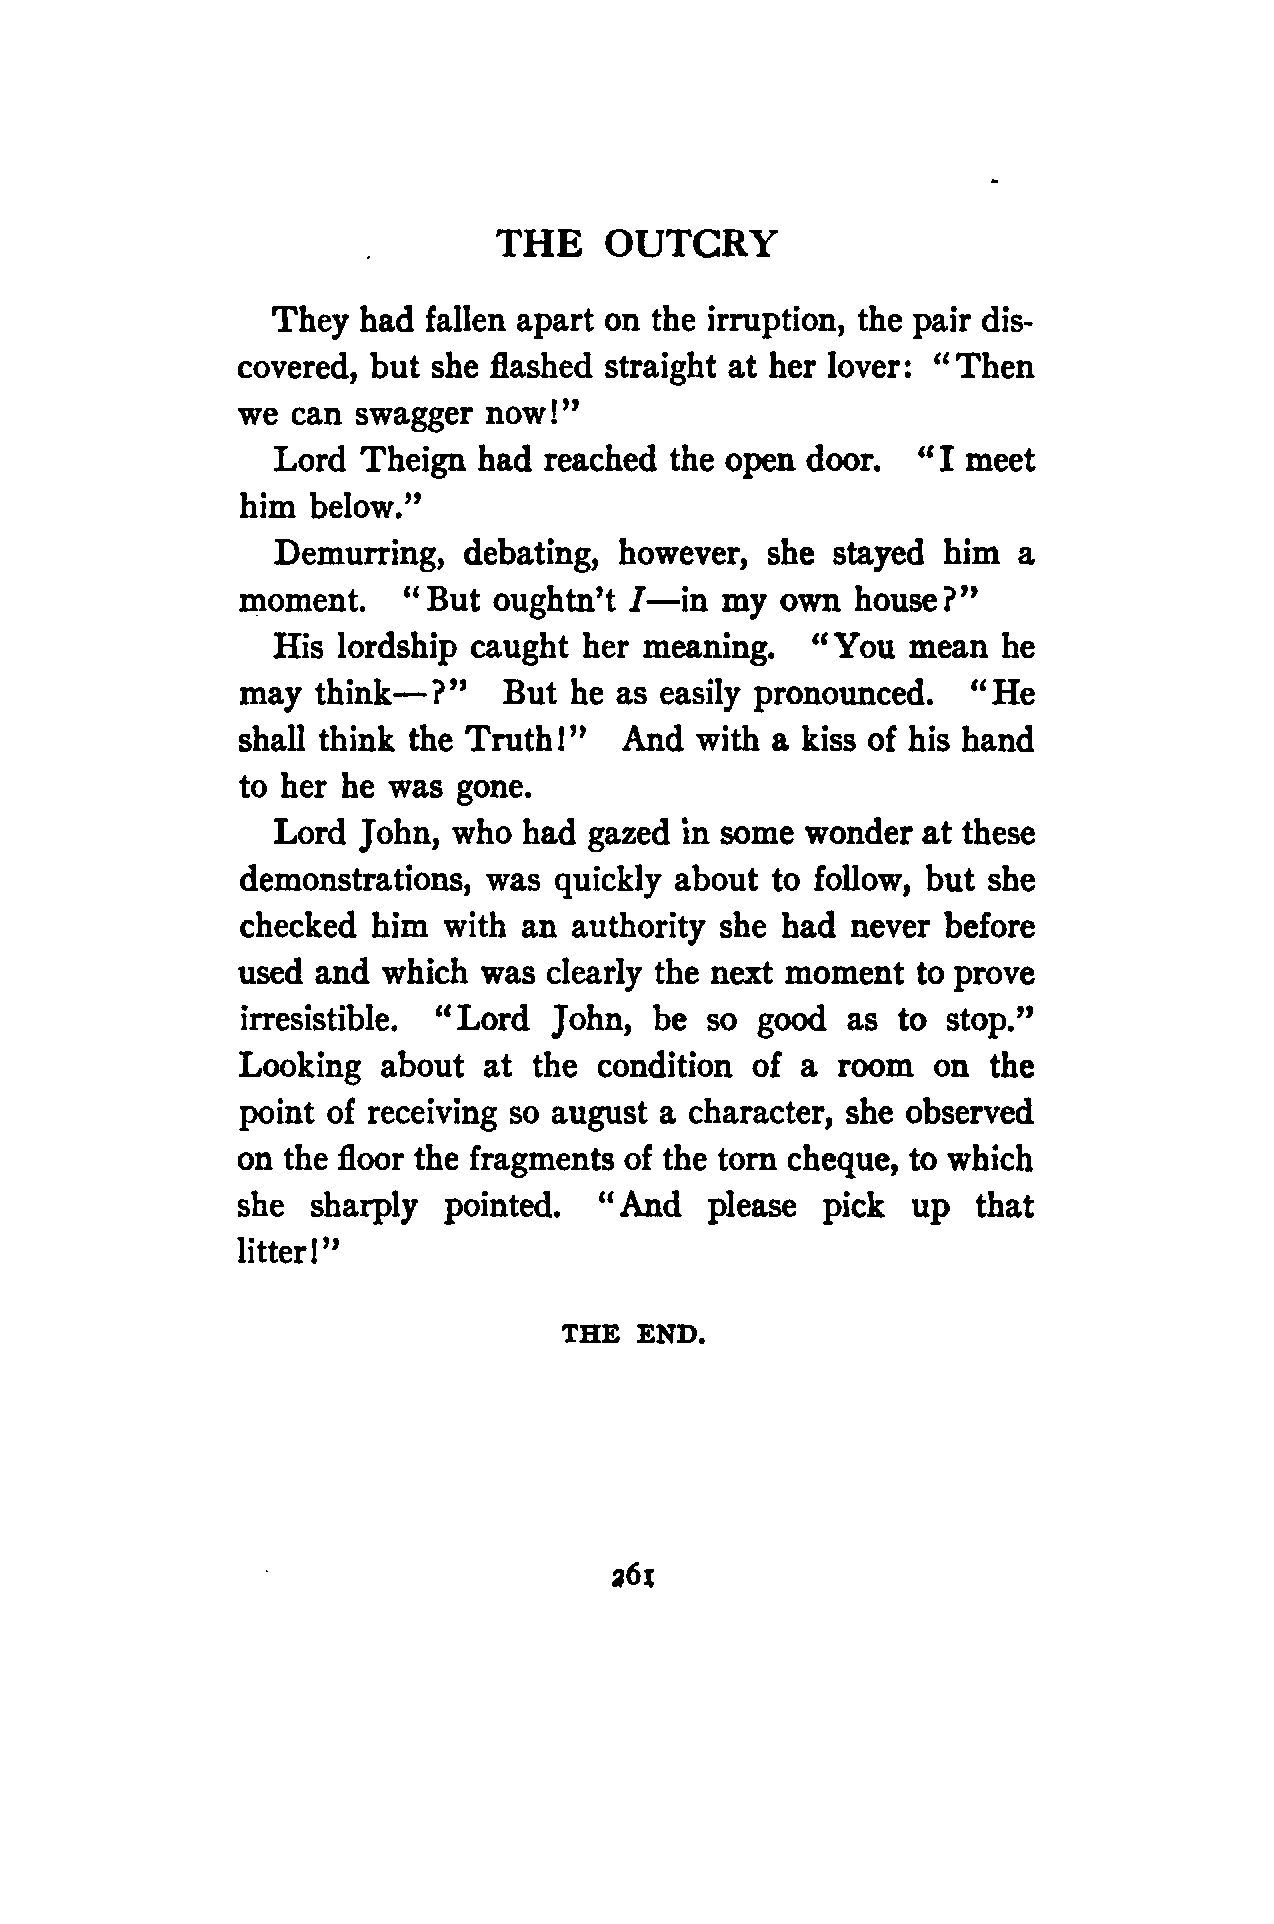 THE OUTCRY
They had fallen apart on the irruption, the pair dis-
covered, but she flashed straight at her lover: "Then
we can swagger now!"
Lord Theign had reached the open door. "I meet
him below."
Demurring, debating, however, she stayed him a
moment. "But oughtn't I—in my own house?"
His lordship caught her meaning. "You mean he
may think—?" But he as easily pronounced. "He
shall think the Truth!" And with a kiss of his hand
to her he was gone.
Lord John, who had gazed in some wonder at these
demonstrations, was quickly about to follow, but she
checked him with an authority she had never before
used and which was clearly the next moment to prove
irresistible. "Lord John, be so good as to stop."
Looking about at the condition of a room on the
point of receiving so august a character, she observed
on the floor the fragments of the torn cheque, to which
she sharply pointed. "And please pick up that
litter!"
THE END.
261